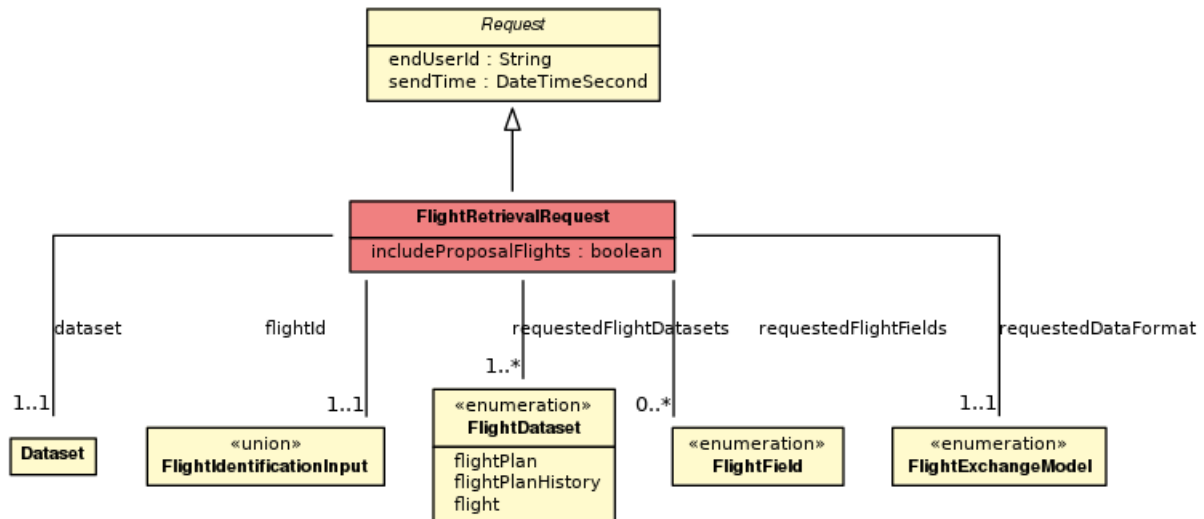 Request
endUserId : String
sendTime : DateTimeSecond
FlightRetrievalRequest
includeProposalFlights : boolean
dataset
flightId
requestedFlightDatasets
requestedFlightFields
requestedDataFormat
1..*
1..1
1..1
0..*
1..1
Dataset
«union»
FlightIdentificationInput
«enumeration»
FlightDataset
flightPlan
flightPlanHistory
flight
«enumeration»
FlightField
«enumeration»
FlightExchangeModel